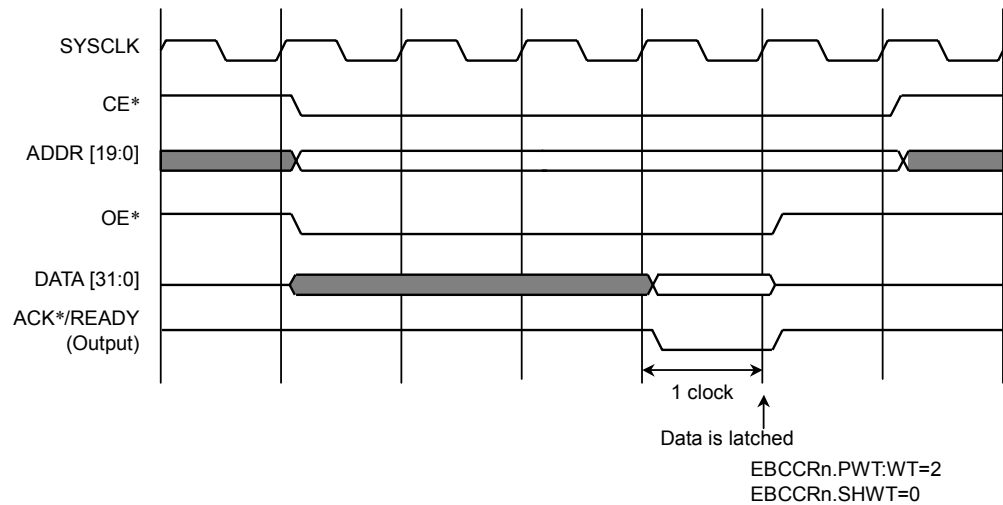 SYSCLK
CE*
ADDR [19:0]
OE*
DATA [31:0]
ACK*/READY
(Output)
1 clock
Data is latched
EBCCRn.PWT:WT=2
EBCCRn.SHWT=0